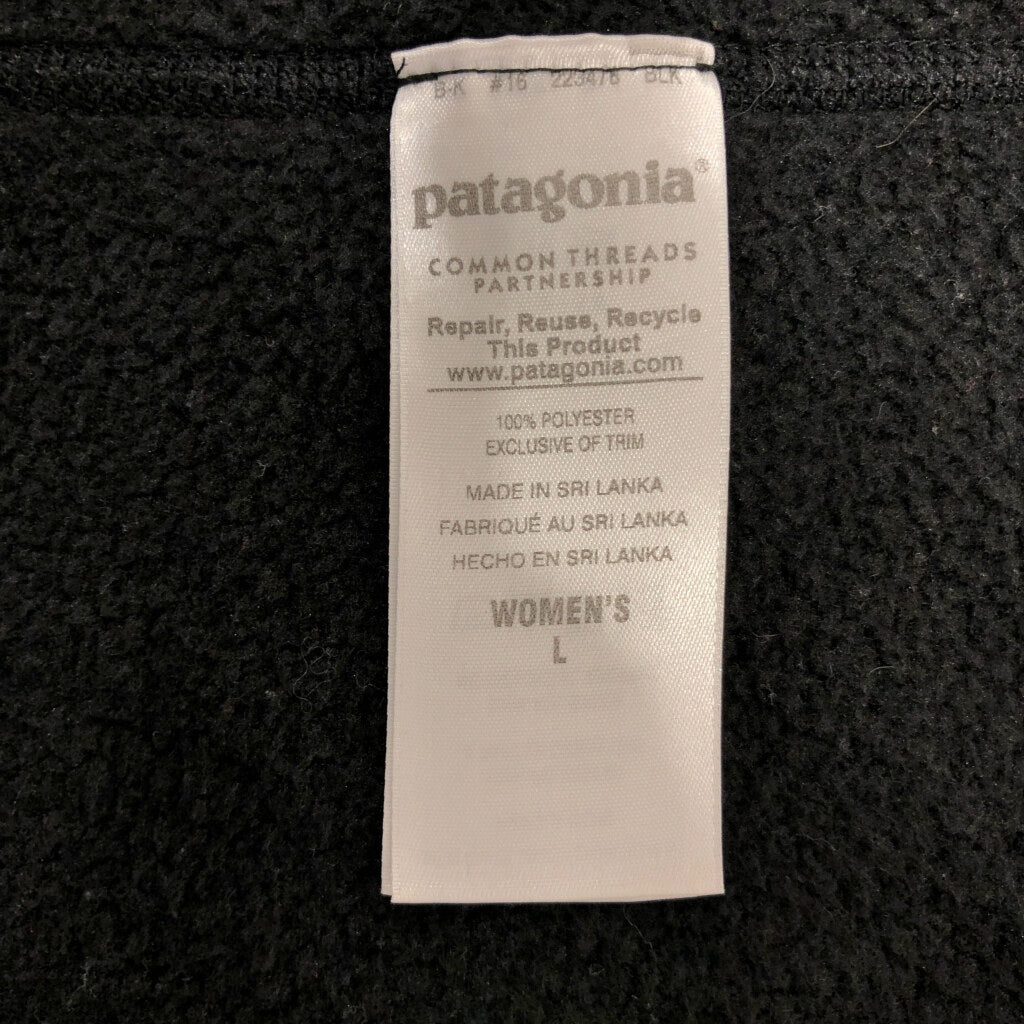 B-K #16 BLK
patagonia®
COMMON THREADS
PARTNERSHIP
Repair, Reuse, Recycle
This Product
www.patagonia.com
100% POLYESTER
EXCLUSIVE OF TRIM
MADE IN SRI LANKA
FABRIQUÉ AU SRI LANKA
HECHO EN SRI LANKA
WOMEN'S
L